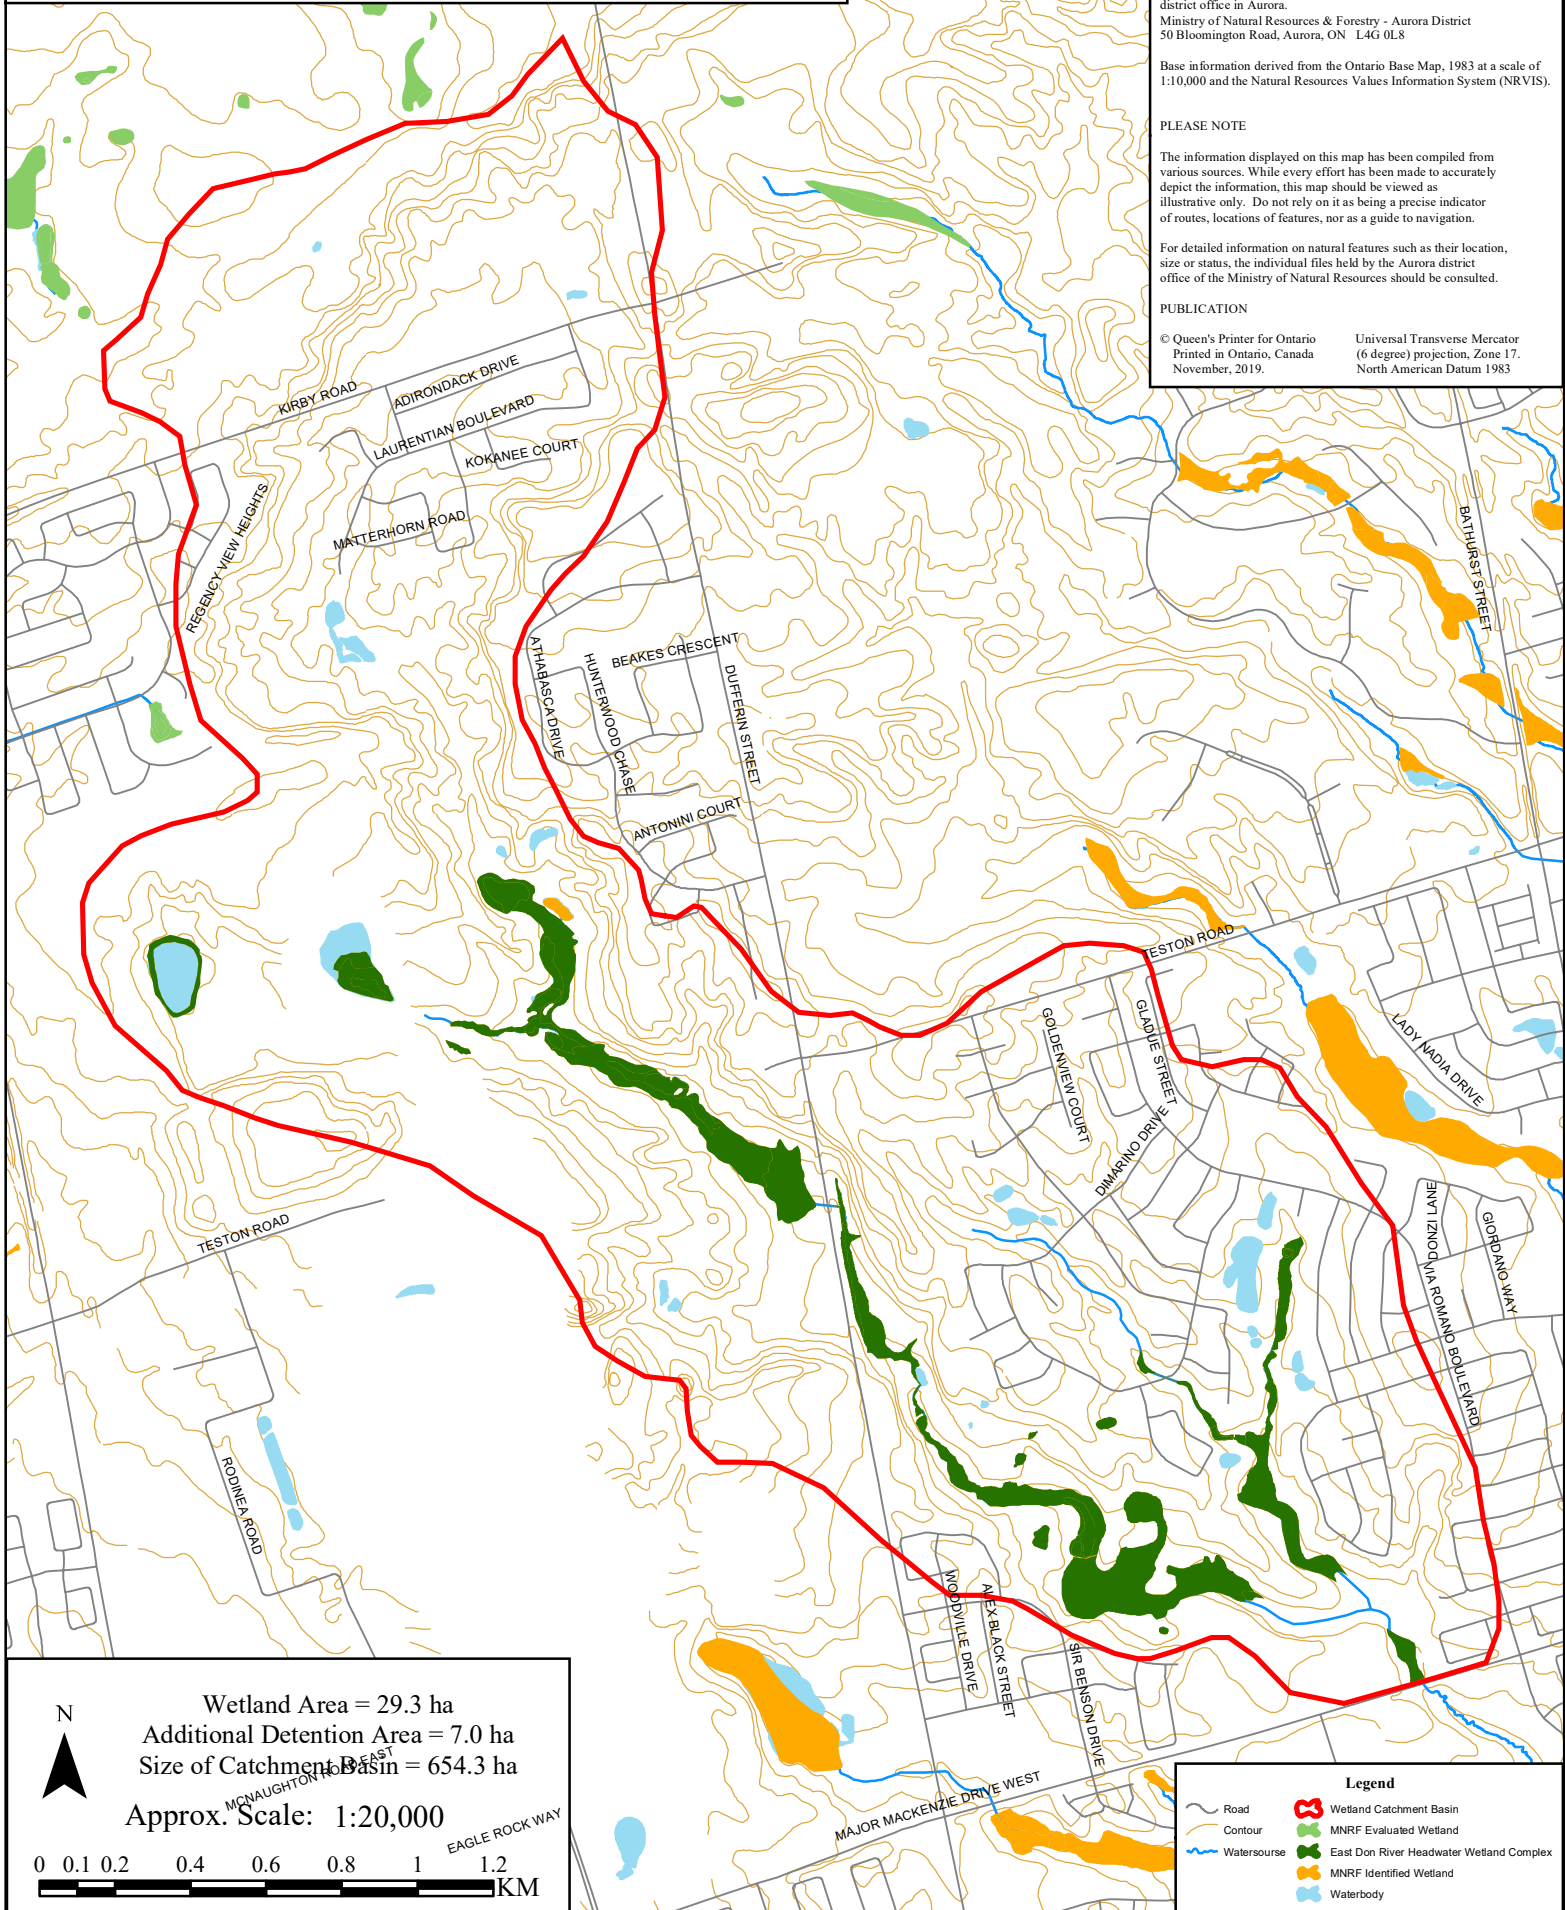 district office in Aurora.
Ministry of Natural Resources & Forestry - Aurora District
50 Bloomington Road, Aurora, ON L4G 0L8
Base information derived from the Ontario Base Map, 1983 at a scale of
1:10,000 and the Natural Resources Values Information System (NRVIS).
PLEASE NOTE
The information displayed on this map has been compiled from
various sources. While every effort has been made to accurately
depict the information, this map should be viewed as
illustrative only. Do not rely on it as being a precise indicator
of routes, locations of features, nor as a guide to navigation.
For detailed information on natural features such as their location,
size or status, the individual files held by the Aurora district
office of the Ministry of Natural Resources should be consulted.
PUBLICATION
© Queen's Printer for Ontario
Printed in Ontario, Canada
November, 2019.
Universal Transverse Mercator
(6 degree) projection, Zone 17.
North American Datum 1983
KIRBY ROAD
ADIRONDACK DRIVE
LAURENTIAN BOULEVARD
KOKANEE COURT
REGENCY VIEW HEIGHTS
MATTERHORN ROAD
BATHURST STREET
ATHABASCA DRIVE
HUNTERWOOD CHASE
BEAKES CRESCENT
DUFFERIN STREET
ANTONINI COURT
TESTON ROAD
GOLDENVIEW COURT
GLADUE STREET
LADY NADIA DRIVE
DIMARINO DRIVE
DONZI LANE
GIORDANO WAY
VIA ROMANO BOULEVARD
TESTON ROAD
RODINEA ROAD
WOODVILLE DRIVE
ALEX BLACK STREET
SIR BENSON DRIVE
MAJOR MACKENZIE DRIVE WEST
N
Wetland Area = 29.3 ha
Additional Detention Area = 7.0 ha
Size of Catchment Basin = 654.3 ha
MCNAUGHTON ROAD EAST
Approx. Scale: 1:20,000
EAGLE ROCK WAY
0 0.1 0.2 0.4 0.6 0.8 1 1.2
KM
Legend
Road
Contour
Watersourse
Wetland Catchment Basin
MNRF Evaluated Wetland
East Don River Headwater Wetland Complex
MNRF Identified Wetland
Waterbody